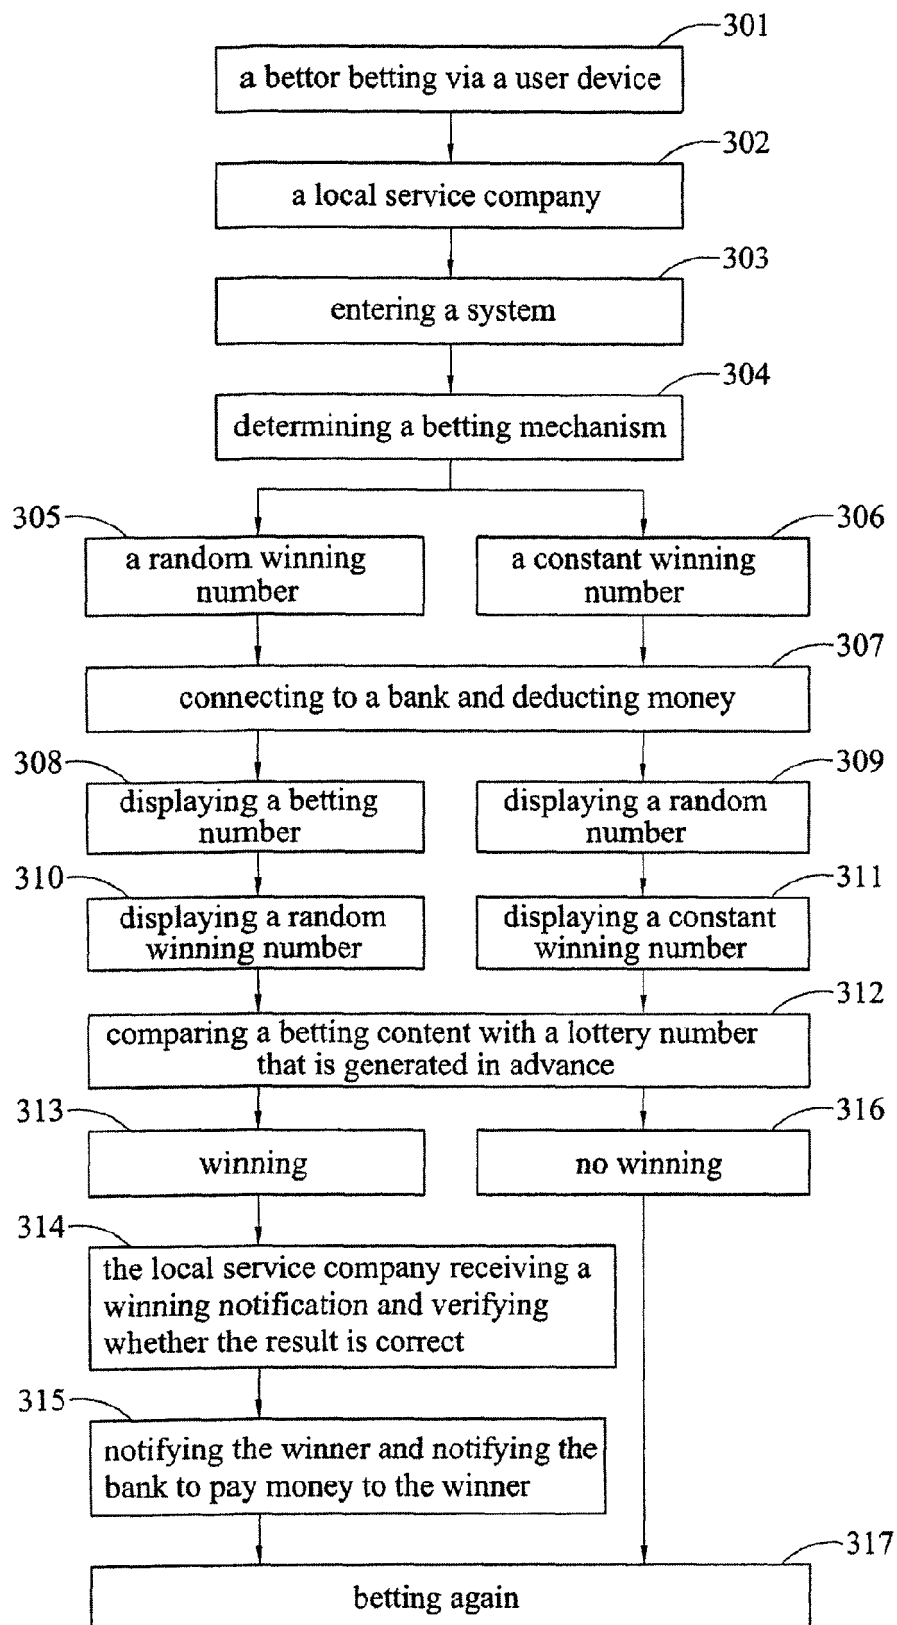 301
a bettor betting via a user device
302
a local service company
303
entering a system
304
determining a betting mechanism
305
a random winning
number
306
a constant winning
number
307
connecting to a bank and deducting money
308
displaying a betting
number
309
displaying a random
number
310
displaying a random
winning number
311
displaying a constant
winning number
312
comparing a betting content with a lottery number
that is generated in advance
313
winning
316
no winning
314
the local service company receiving a
winning notification and verifying
whether the result is correct
315
notifying the winner and notifying the
bank to pay money to the winner
317
betting again